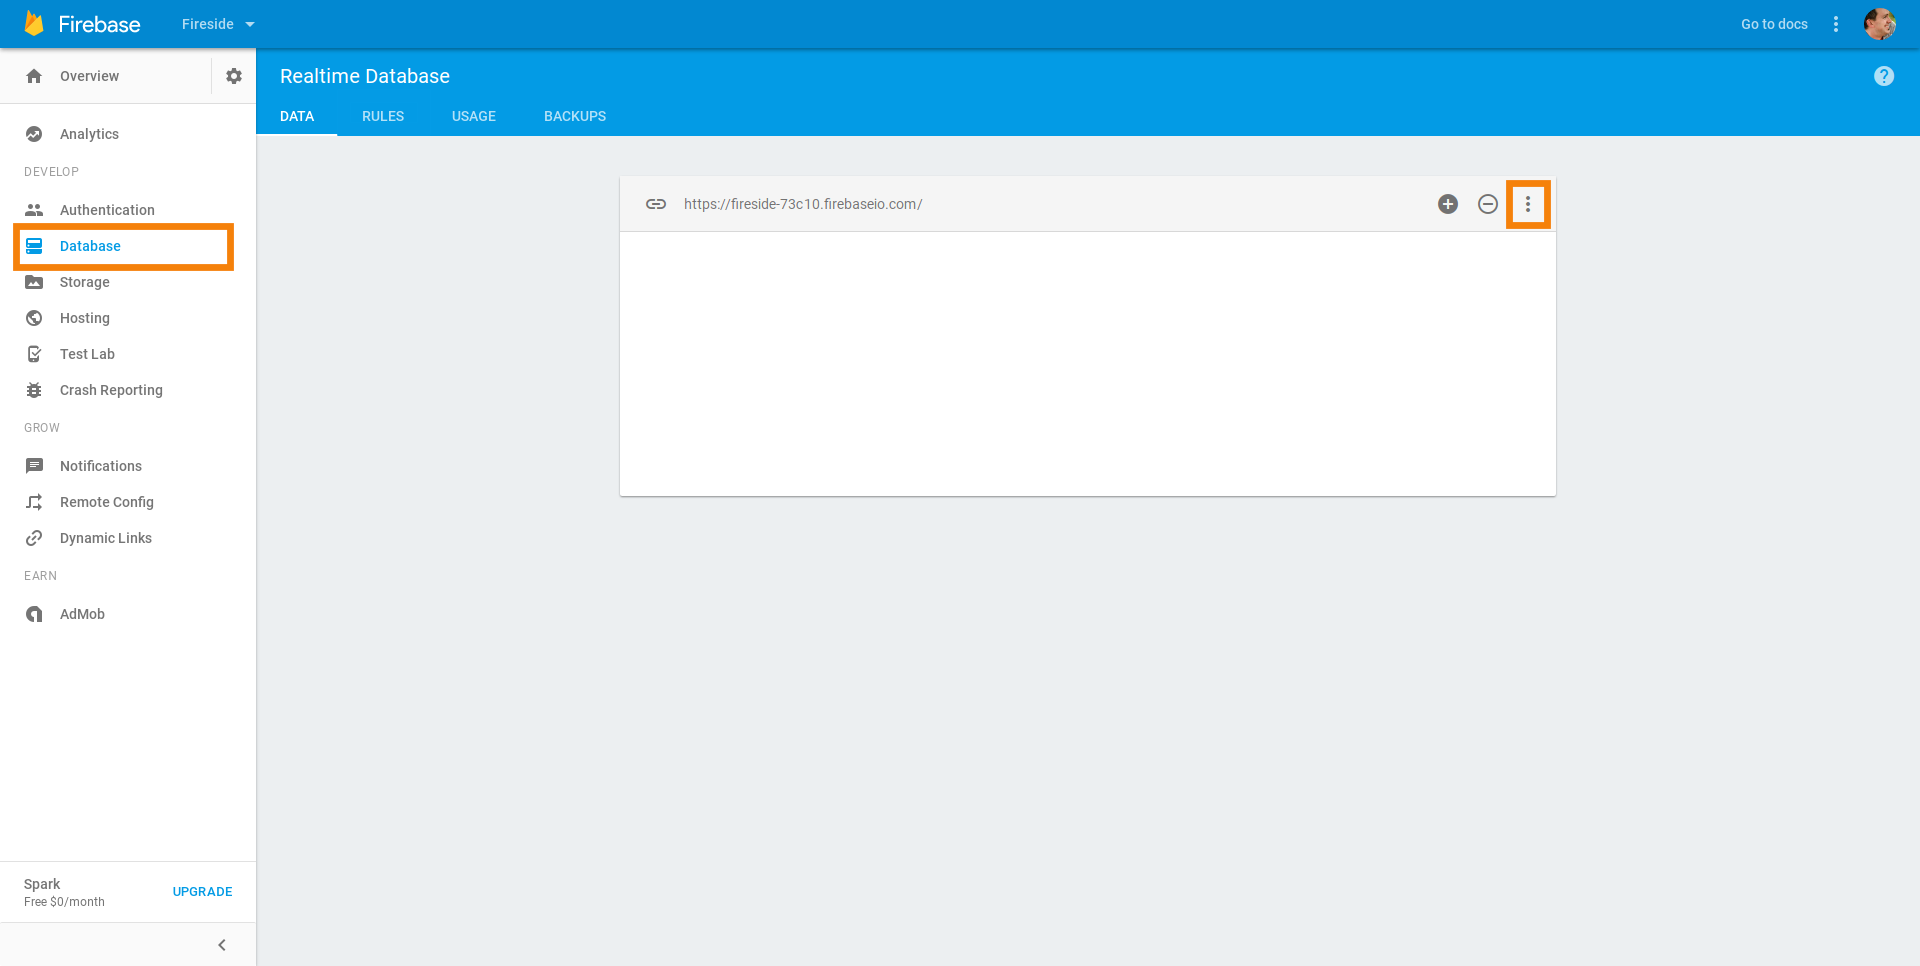 Firebase
Fireside
Go to docs
Overview
Realtime Database
DATA
RULES
USAGE
BACKUPS
Analytics
DEVELOP
Authentication
Database
Storage
Hosting
Test Lab
Crash Reporting
GROW
Notifications
Remote Config
Dynamic Links
EARN
AdMob
https://fireside-73c10.firebaseio.com/
Spark
Free $0/month
UPGRADE